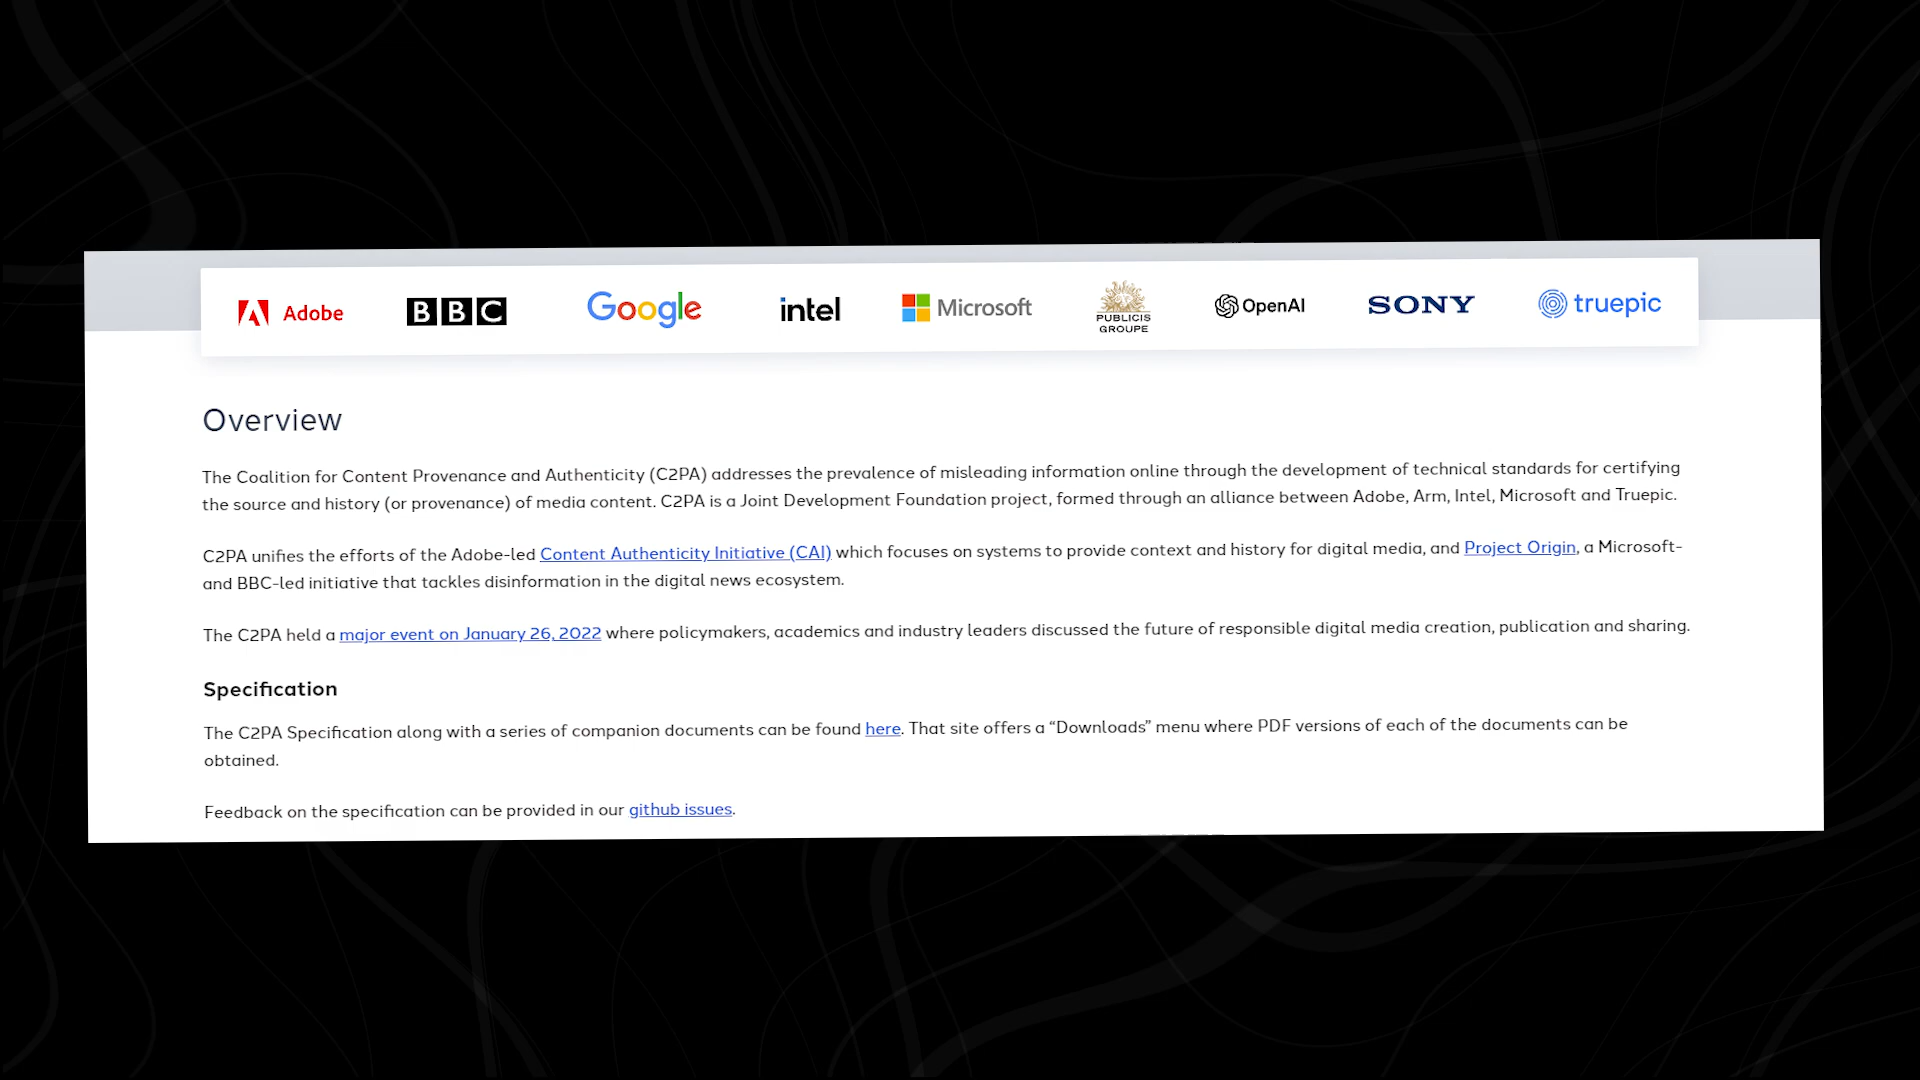 Adobe BBC Google intel Microsoft PUBLICIS GROUPE OpenAI SONY truepic
Overview
The Coalition for Content Provenance and Authenticity (C2PA) addresses the prevalence of misleading information online through the development of technical standards for certifying
the source and history (or provenance) of media content. C2PA is a Joint Development Foundation project, formed through an alliance between Adobe, Arm, Intel, Microsoft and Truepic.
C2PA unifies the efforts of the Adobe-led Content Authenticity Initiative (CAI) which focuses on systems to provide context and history for digital media, and Project Origin, a Microsoft-
and BBC-led initiative that tackles disinformation in the digital news ecosystem.
The C2PA held a major event on January 26, 2022 where policymakers, academics and industry leaders discussed the future of responsible digital media creation, publication and sharing.
Specification
The C2PA Specification along with a series of companion documents can be found here. That site offers a “Downloads” menu where PDF versions of each of the documents can be
obtained.
Feedback on the specification can be provided in our github issues.